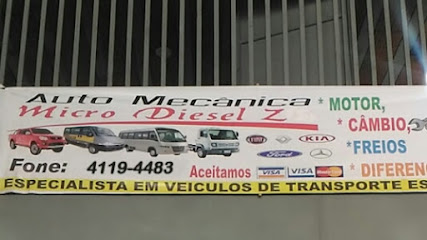 Auto Mecânica
Micro Diesel Z
* MOTOR,
* CÂMBIO,
*FREIOS
* DIFEREN
KIA
Ford
Fone: 4119-4483
Aceitamos VISA VISA
ESPECIALISTA EM VEICULOS DE TRANSPORTE ES